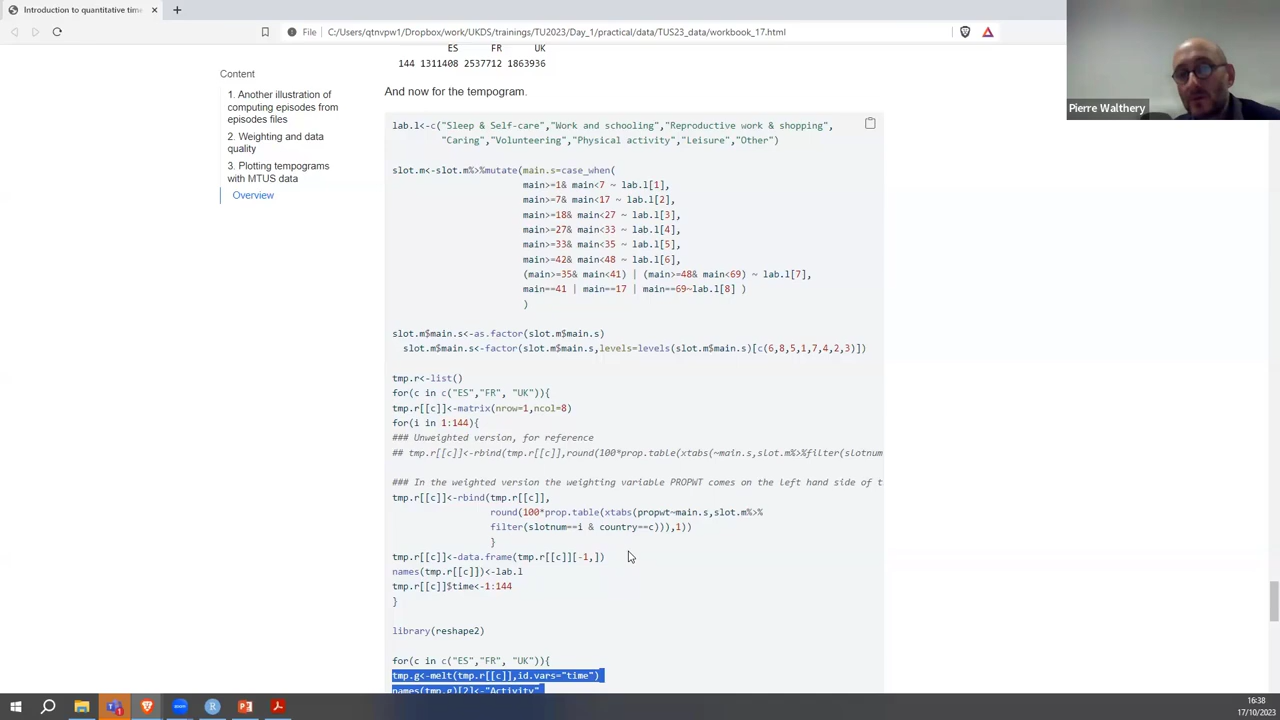 Introduction to quantitative tim
File
C:/Users/qtnvpw1/Dropbox/work/UKDS/trainings/TU2023/Day_1/practical/data/TUS23_data/workbook_17.html
Pierre Walthery
Content
1. Another illustration of
computing episodes from
episodes files
2. Weighting and data
quality
3. Plotting tempograms
with MTUS data
Overview
ES FR UK
144 1311408 2537712 1863936
And now for the tempogram.
lab.l<-c("Sleep & Self-care","Work and schooling","Reproductive work & shopping",
"Caring","Volunteering","Physical activity","Leisure","Other")
slot.m<-slot.m%>%mutate(main.s=case_when(
main>=1& main<7 ~ lab.l[1],
main>=7& main<17 ~ lab.l[2],
main>=18& main<27 ~ lab.l[3],
main>=27& main<33 ~ lab.l[4],
main>=33& main<35 ~ lab.l[5],
main>=42& main<48 ~ lab.l[6],
(main>=35& main<41) | (main>=48& main<69) ~ lab.l[7],
main==41 | main==17 | main==69~lab.l[8] )
)
slot.m$main.s<-as.factor(slot.m$main.s)
slot.m$main.s<-factor(slot.m$main.s,levels=levels(slot.m$main.s)[c(6,8,5,1,7,4,2,3)])
tmp.r<-list()
for(c in c("ES","FR", "UK")){
tmp.r[[c]]<-matrix(nrow=1,ncol=8)
for(i in 1:144){
### Unweighted version, for reference
## tmp.r[[c]]<-rbind(tmp.r[[c]],round(100*prop.table(xtabs(~main.s,slot.m%>%filter(slotnum
### In the weighted version the weighting variable PROPWT comes on the left hand side of t
tmp.r[[c]]<-rbind(tmp.r[[c]],
round(100*prop.table(xtabs(propwt~main.s,slot.m%>%
filter(slotnum==i & country==c))),1))
}
tmp.r[[c]]<-data.frame(tmp.r[[c]][-1,])
names(tmp.r[[c]])<-lab.l
tmp.r[[c]]$time<-1:144
}
library(reshape2)
for(c in c("ES","FR", "UK")){
tmp.g<-melt(tmp.r[[c]],id.vars="time")
names(tmp.g)[2]<-"Activity"
16:38
17/10/2023